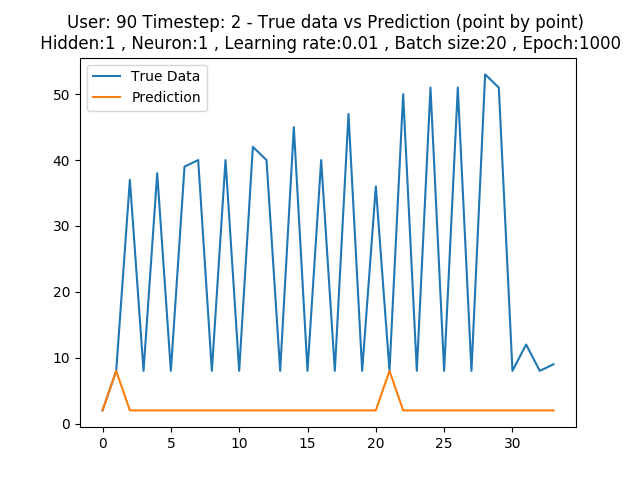 User: 90 Timestep: 2 - True data vs Prediction (point by point)
Hidden:1 , Neuron:1 , Learning rate:0.01 , Batch size:20 , Epoch:1000
True Data
Prediction
50
40
30
20
10
0
0 5 10 15 20 25 30